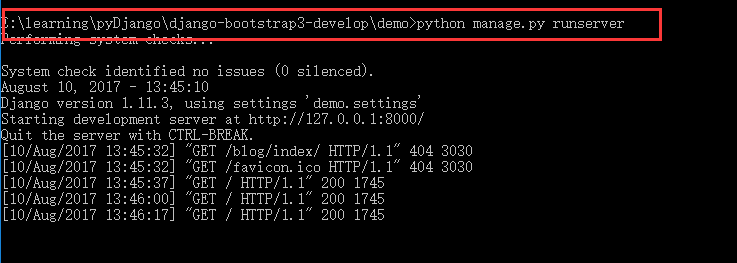 E:\learning\pyDjango\django-bootstrap3-develop\demo>python manage.py runserver
Performing system checks...
System check identified no issues (0 silenced).
August 10, 2017 - 13:45:10
Django version 1.11.3, using settings 'demo.settings'
Starting development server at http://127.0.0.1:8000/
Quit the server with CTRL-BREAK.
[10/Aug/2017 13:45:32] "GET /blog/index/ HTTP/1.1" 404 3030
[10/Aug/2017 13:45:32] "GET /favicon.ico HTTP/1.1" 404 3030
[10/Aug/2017 13:45:37] "GET / HTTP/1.1" 200 1745
[10/Aug/2017 13:46:00] "GET / HTTP/1.1" 200 1745
[10/Aug/2017 13:46:17] "GET / HTTP/1.1" 200 1745